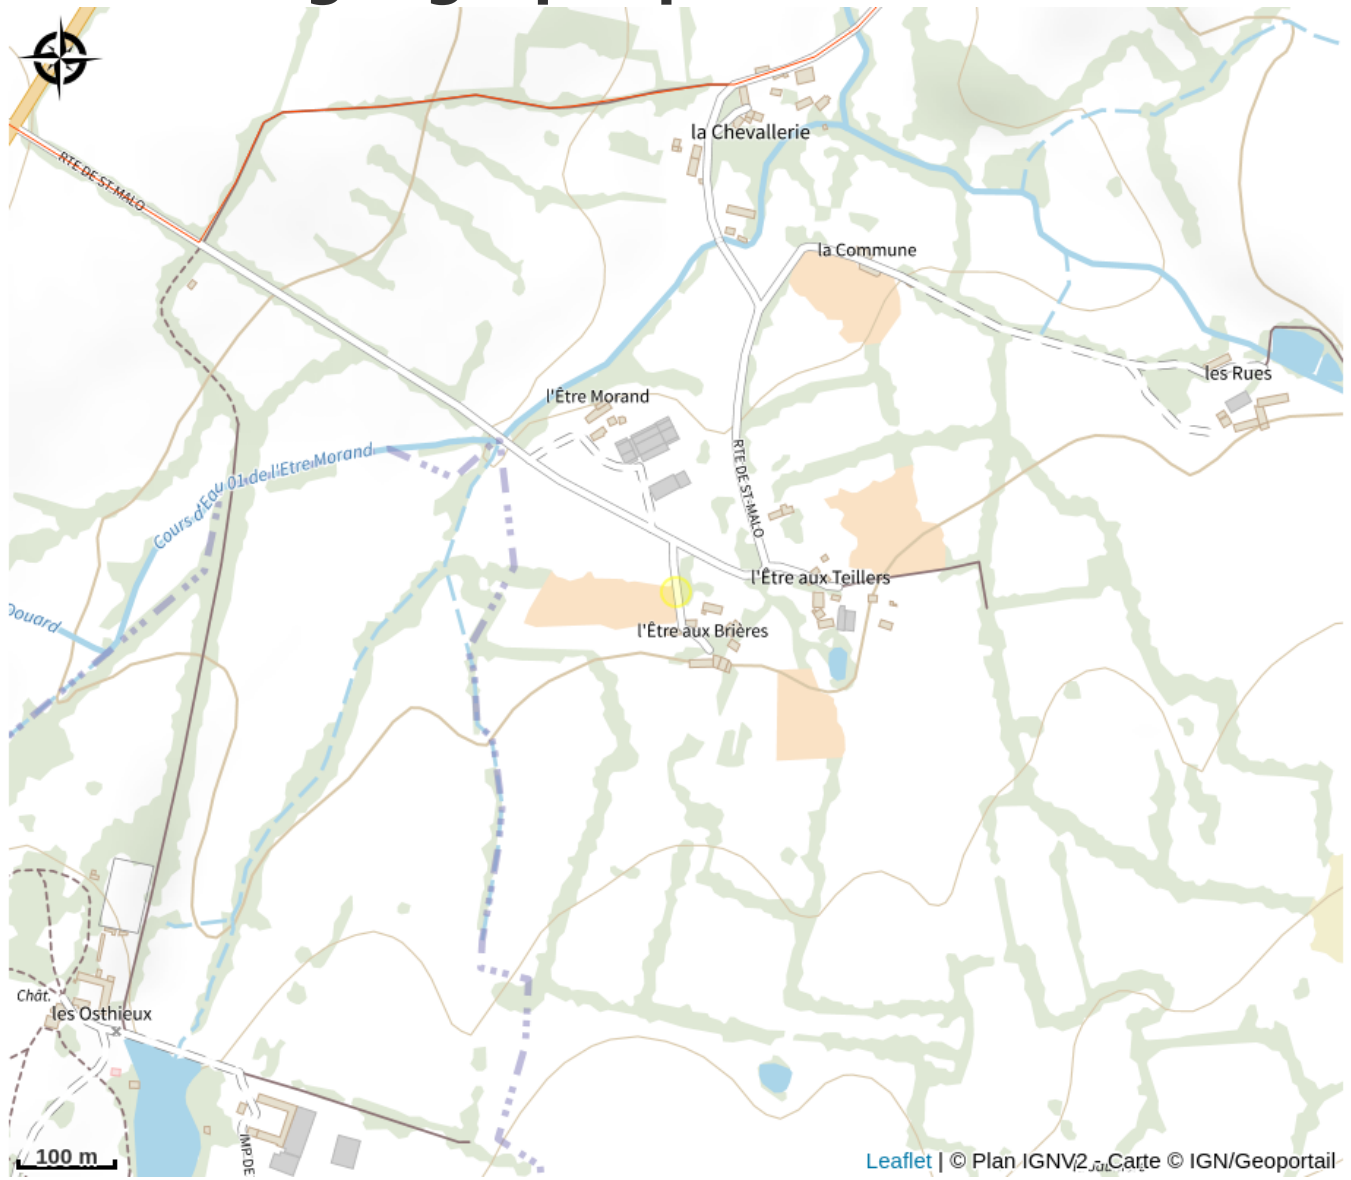 RTE DE ST-MALO
la Chevallerie
la Commune
les Rues
l'Être Morand
Cours d'Eau 01 de l'Etre Morand
RTE DE ST-MALO
l'Être aux Teillers
Douard
l'Être aux Brières
Chât.
les Osthieux
IMP DE
100 m
Leaflet | © Plan IGNV2 - Carte © IGN/Geoportail